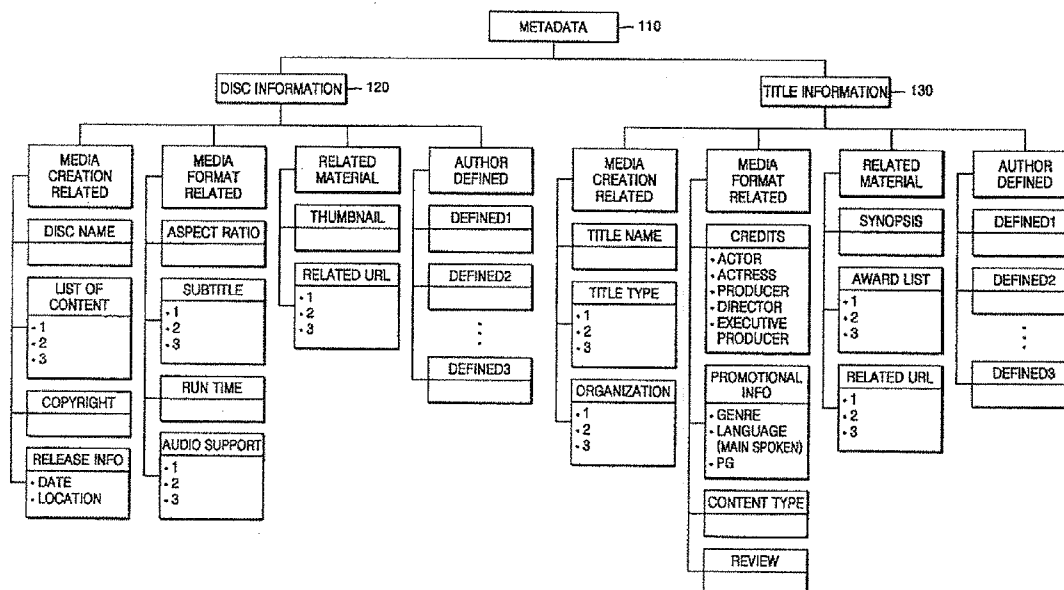 METADATA 110
DISC INFORMATION 120
TITLE INFORMATION 130
MEDIA
CREATION
RELATED
DISC NAME
LIST OF
CONTENT
• 1
• 2
• 3
COPYRIGHT
RELEASE INFO
• DATE
• LOCATION
MEDIA
FORMAT
RELATED
ASPECT RATIO
SUBTITLE
• 1
• 2
• 3
RUN TIME
AUDIO SUPPORT
• 1
• 2
• 3
RELATED
MATERIAL
THUMBNAIL
RELATED URL
• 1
• 2
• 3
AUTHOR
DEFINED
DEFINED1
DEFINED2
DEFINED3
MEDIA
CREATION
RELATED
TITLE NAME
TITLE TYPE
• 1
• 2
• 3
ORGANIZATION
• 1
• 2
• 3
MEDIA
FORMAT
RELATED
CREDITS
• ACTOR
• ACTRESS
• PRODUCER
• DIRECTOR
• EXECUTIVE
PRODUCER
PROMOTIONAL
INFO
• GENRE
• LANGUAGE
(MAIN SPOKEN)
• PG
CONTENT TYPE
REVIEW
RELATED
MATERIAL
SYNOPSIS
AWARD LIST
• 1
• 2
• 3
RELATED URL
• 1
• 2
• 3
AUTHOR
DEFINED
DEFINED1
DEFINED2
DEFINED3